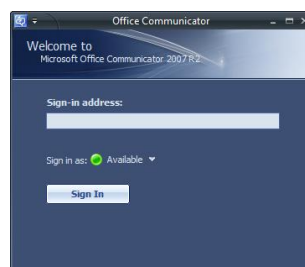 Office Communicator
Welcome to
Microsoft Office Communicator 2007 R2
Sign-in address:
Sign in as: Available
Sign In